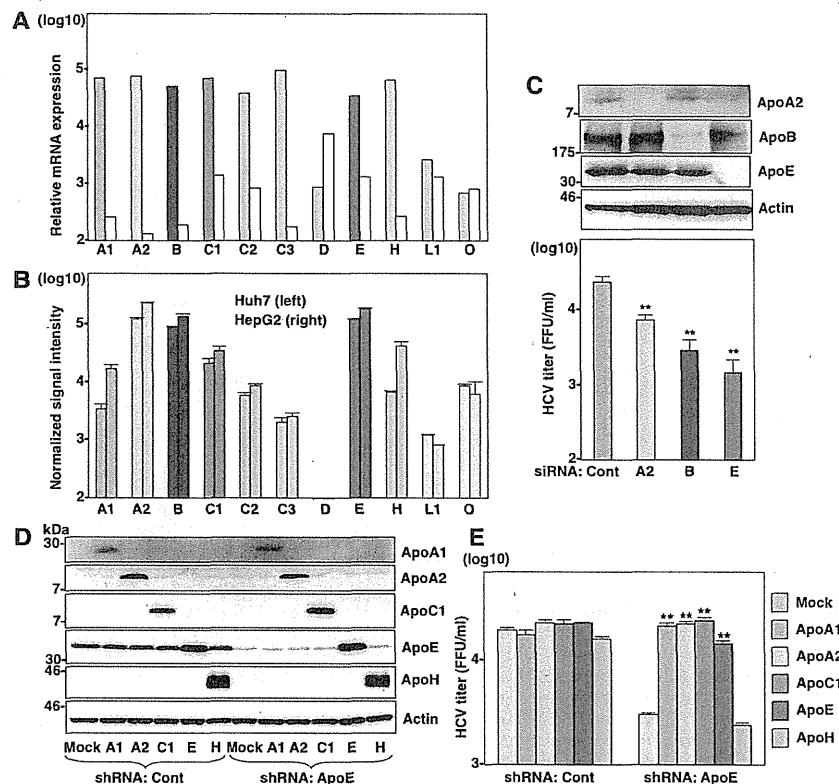 A (log10)
Relative mRNA expression
5
4
3
2
A1 A2 B C1 C2 C3 D E H L1 O
B (log10)
Huh7 (left)
HepG2 (right)
Normalized signal intensity
5
4
3
2
A1 A2 B C1 C2 C3 D E H L1 O
C
7- ApoA2
175- ApoB
30- ApoE
46- Actin
(log10)
HCV titer (FFU/ml)
4
3
2
** ** **
siRNA: Cont A2 B E
D kDa
30- ApoA1
7- ApoA2
7- ApoC1
30- ApoE
46- ApoH
46- Actin
Mock A1 A2 C1 E H Mock A1 A2 C1 E H
shRNA: Cont shRNA: ApoE
E
(log10)
HCV titer (FFU/ml)
4
3
** ** ** **
shRNA: Cont shRNA: ApoE
Mock
ApoA1
ApoA2
ApoC1
ApoE
ApoH